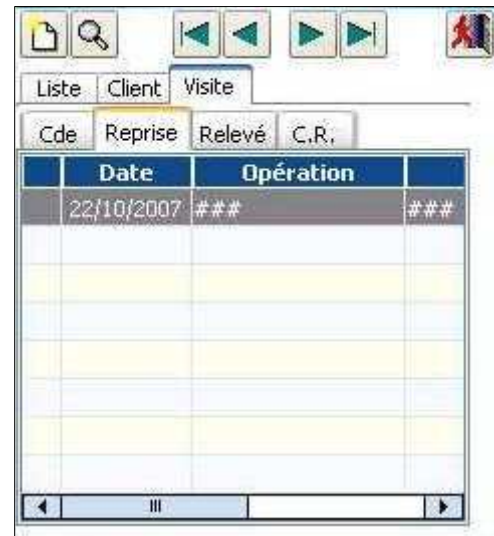 Liste Client Visite
Cde Reprise Relevé C.R.
Date Opération
22/10/2007 ### ###